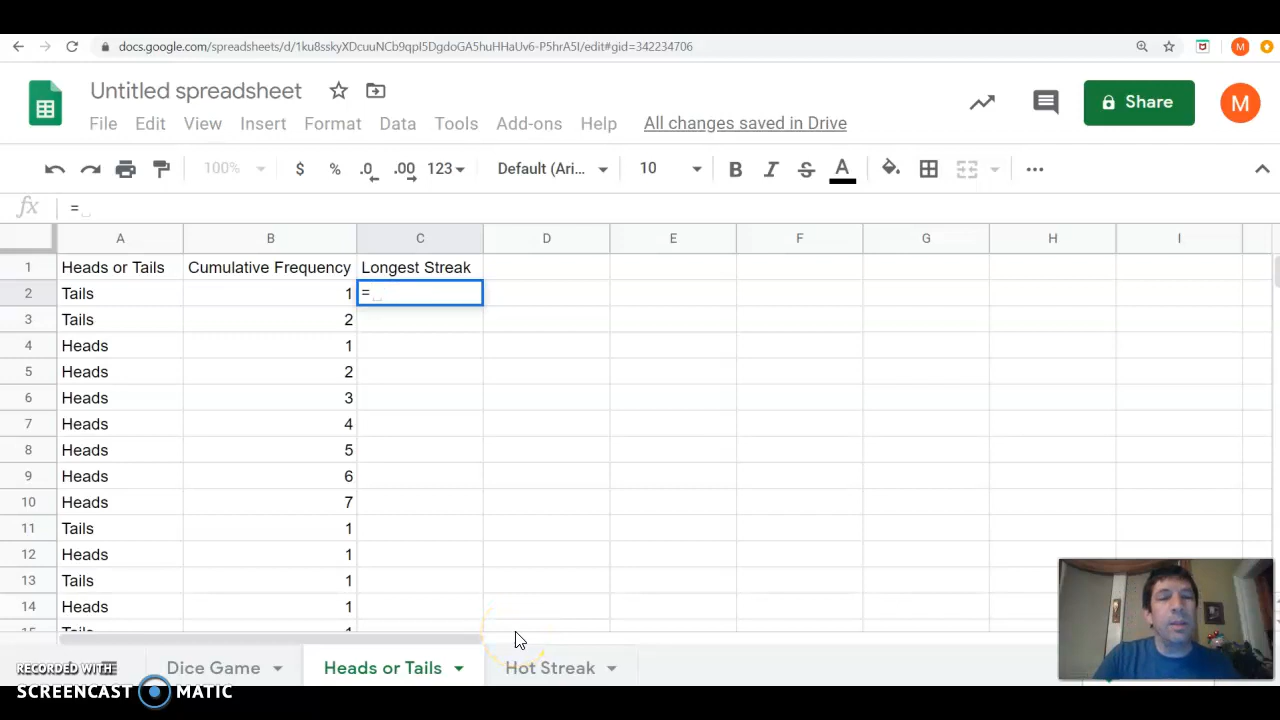 docs.google.com/spreadsheets/d/1ku8sskyXDcuuNCb9qpI5DgdoGA5huHHaUv6-P5hrA5I/edit#gid=342234706
Untitled spreadsheet
File Edit View Insert Format Data Tools Add-ons Help All changes saved in Drive
Share
M
100% $ % .0 .00 123 Default (Ari... 10 B I S A
fx =
A B C D E F G H I
1 Heads or Tails Cumulative Frequency Longest Streak
2 Tails 1 =
3 Tails 2
4 Heads 1
5 Heads 2
6 Heads 3
7 Heads 4
8 Heads 5
9 Heads 6
10 Heads 7
11 Tails 1
12 Heads 1
13 Tails 1
14 Heads 1
15 Tails 1
Dice Game Heads or Tails Hot Streak
RECORDED WITH
SCREENCAST MATIC